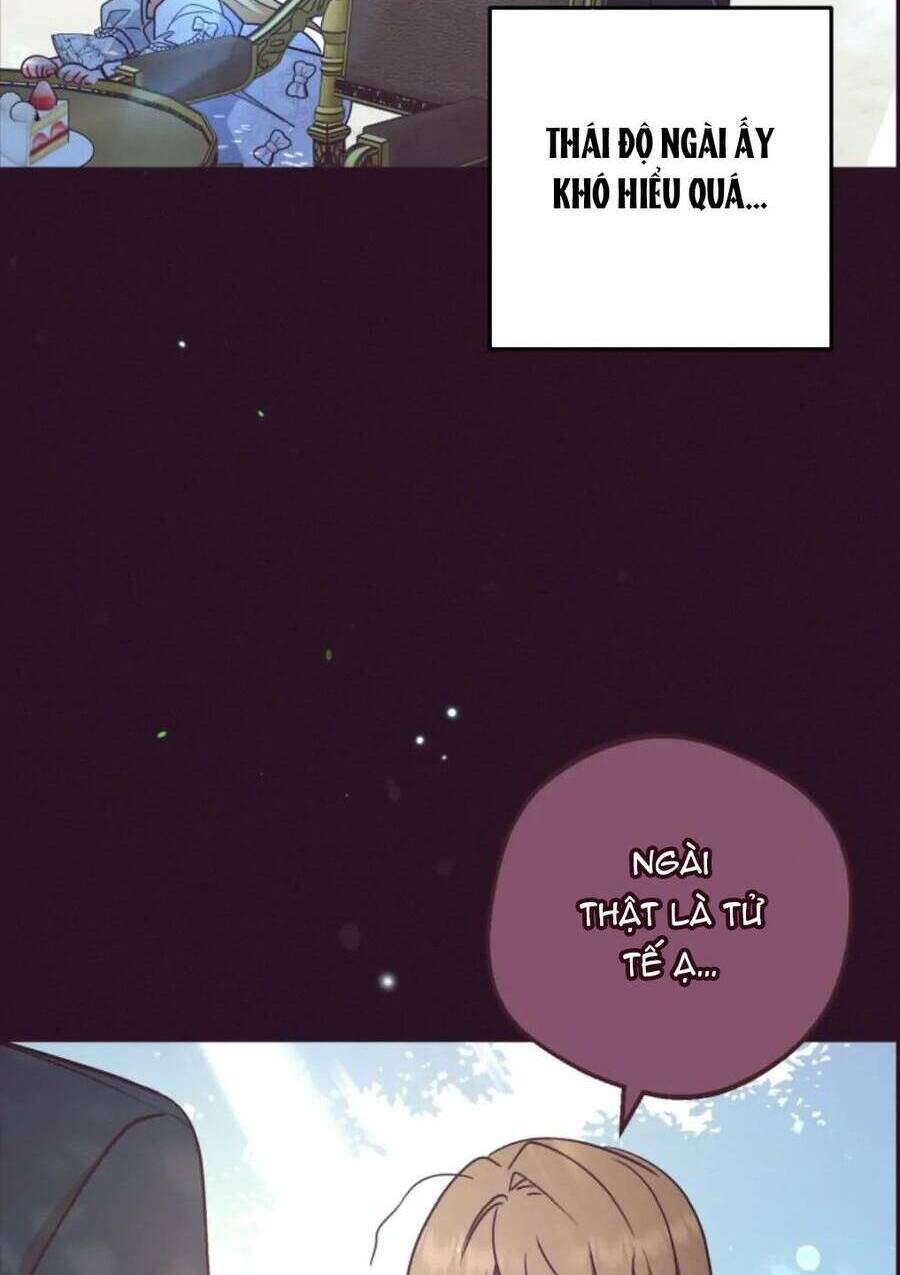 THÁI ĐỘ NGÀI ẤY
KHÓ HIỂU QUÁ...
NGÀI
THẬT LÀ TỬ
TẾ Ạ...